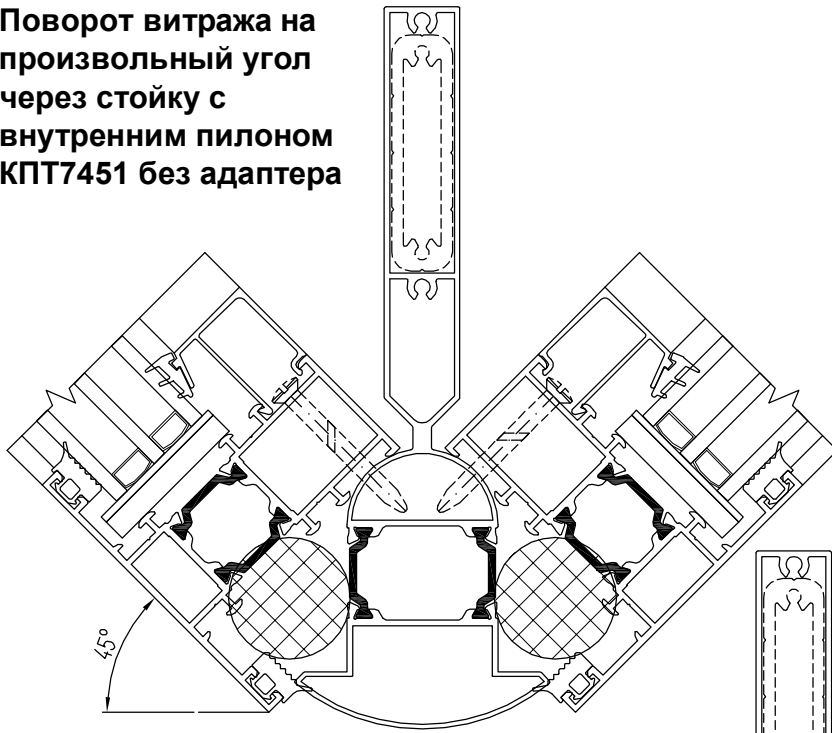 Поворот витража на
произвольный угол
через стойку с
внутренним пилоном
КПТ7451 без адаптера
45°